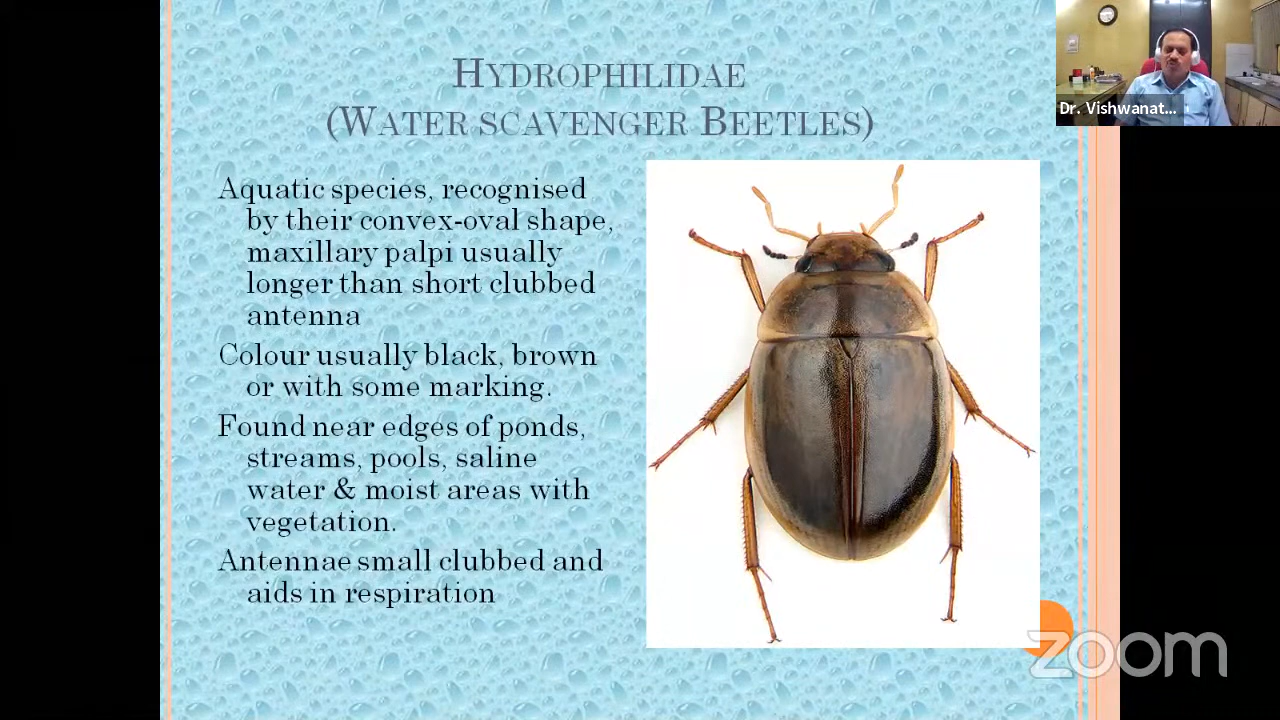 HYDROPHILIDAE
(WATER SCAVENGER BEETLES)
Aquatic species, recognised
by their convex-oval shape,
maxillary palpi usually
longer than short clubbed
antenna
Colour usually black, brown
or with some marking.
Found near edges of ponds,
streams, pools, saline
water & moist areas with
vegetation.
Antennae small clubbed and
aids in respiration
Dr. Vishwanat...
zoom